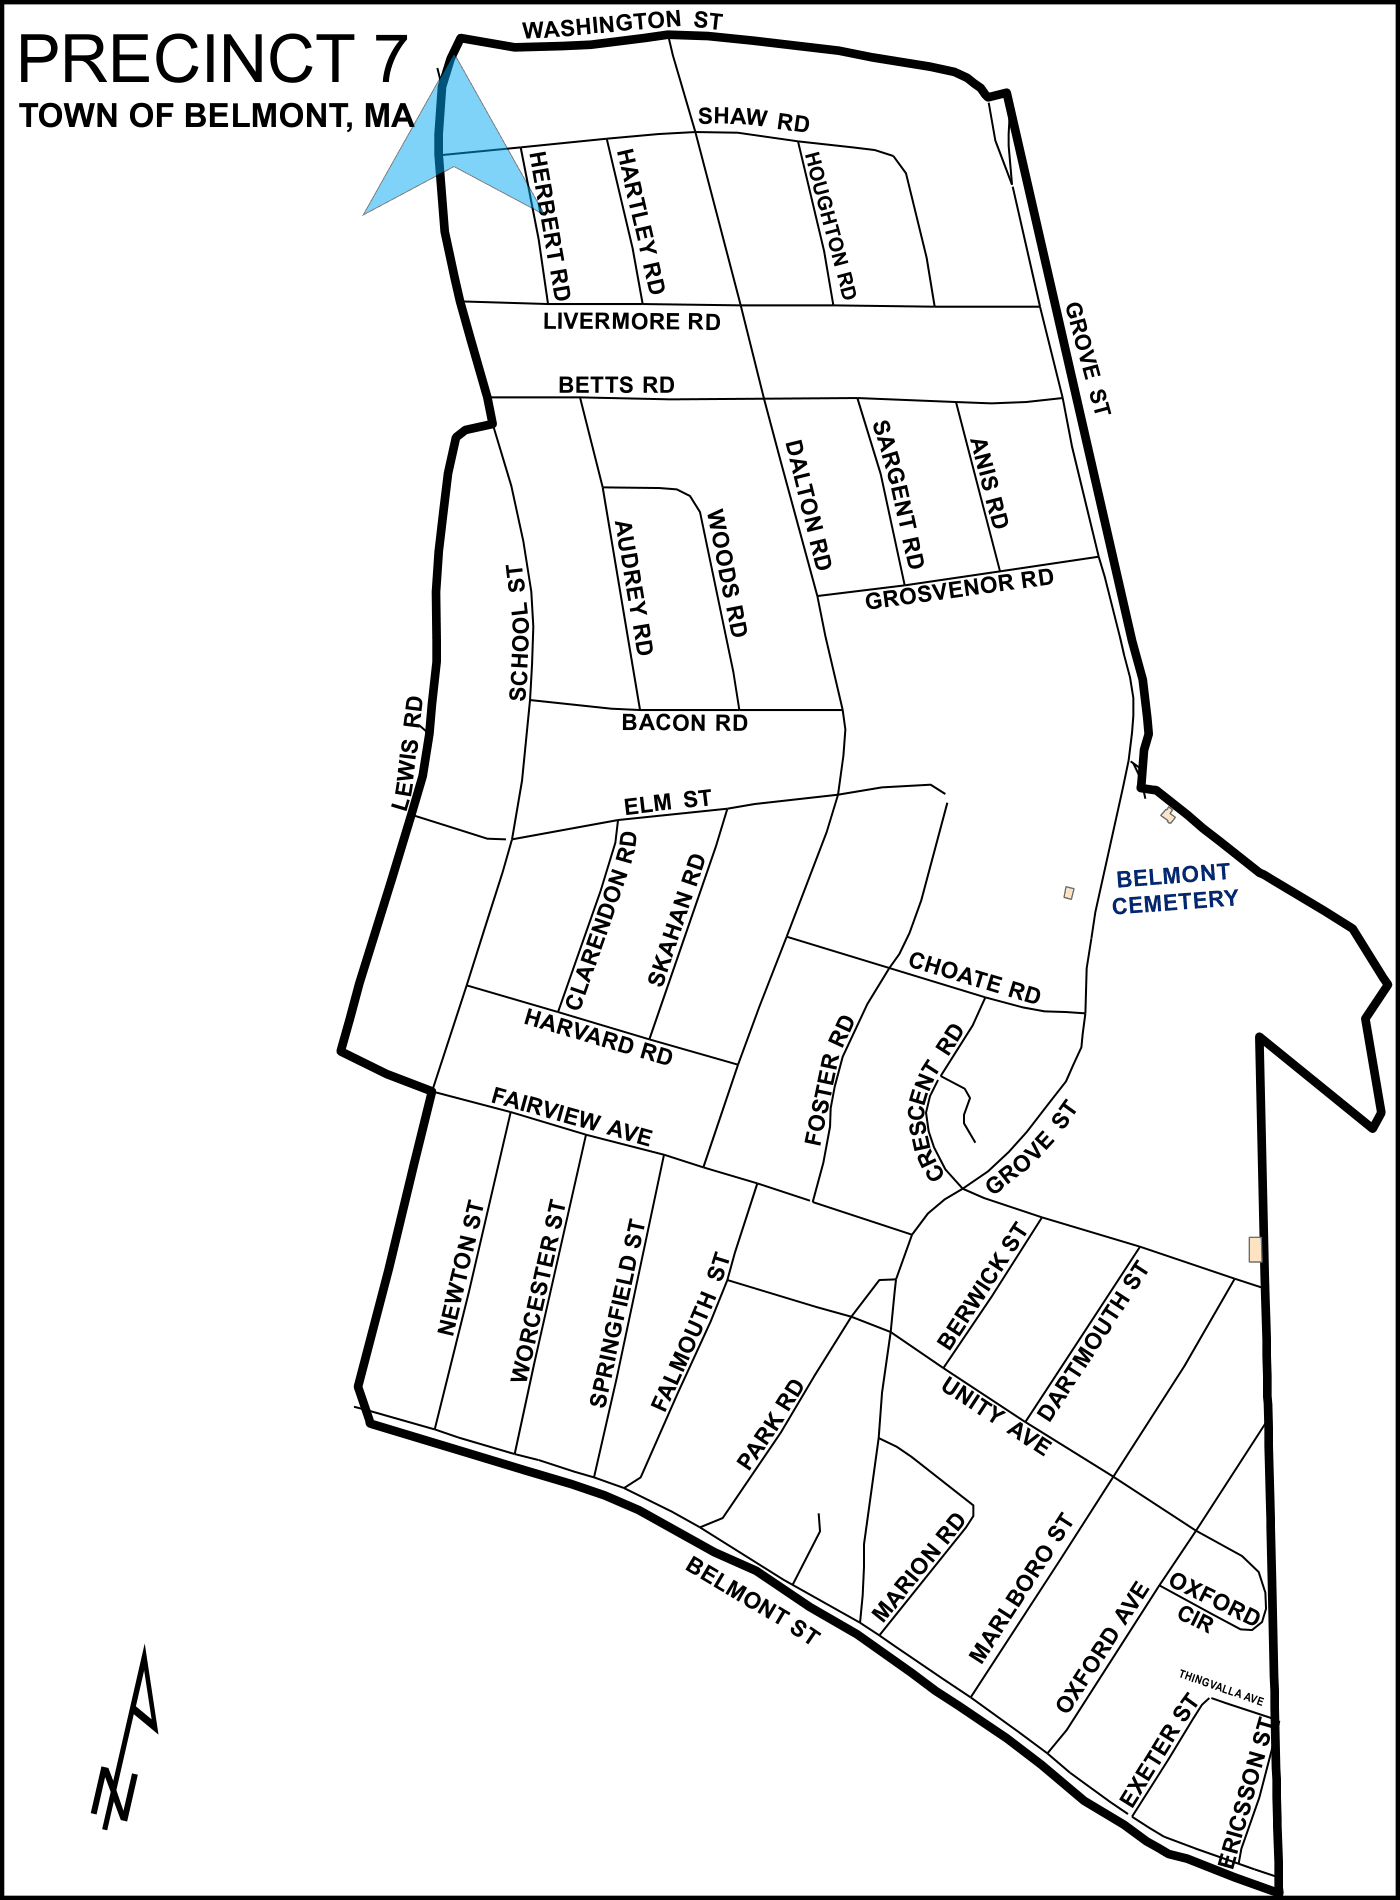 WASHINGTON ST
PRECINCT 7
TOWN OF BELMONT, MA
SHAW RD
HERBERT RD
HARTLEY RD
HOUGHTON RD
LIVERMORE RD
GROVE ST
BETTS RD
DALTON RD
SARGENT RD
ANIS RD
AUDREY RD
WOODS RD
SCHOOL ST
GROSVENOR RD
LEWIS RD
BACON RD
ELM ST
CLARENDON RD
SKAHAN RD
BELMONT
CEMETERY
CHOATE RD
HARVARD RD
FOSTER RD
CRESCENT RD
FAIRVIEW AVE
GROVE ST
NEWTON ST
WORCESTER ST
SPRINGFIELD ST
FALMOUTH ST
BERWICK ST
DARTMOUTH ST
PARK RD
UNITY AVE
MARION RD
MARLBORO ST
BELMONT ST
OXFORD AVE
OXFORD
CIR
THINGVALLA AVE
EXETER ST
ERICSSON ST
N